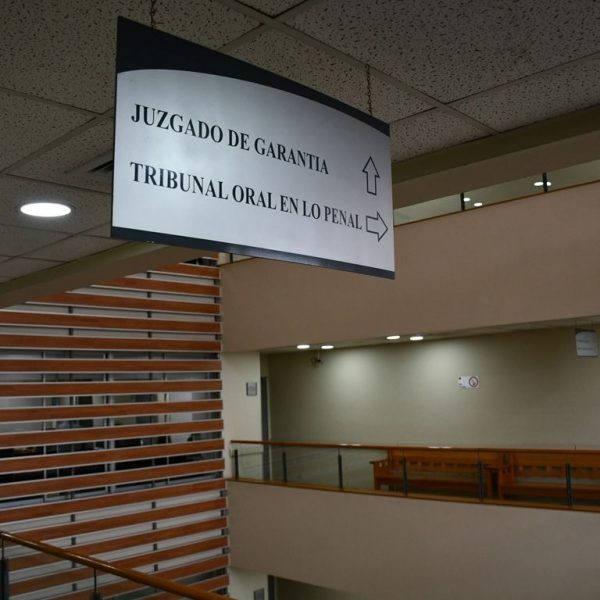 JUZGADO DE GARANTIA
TRIBUNAL ORAL EN LO PENAL